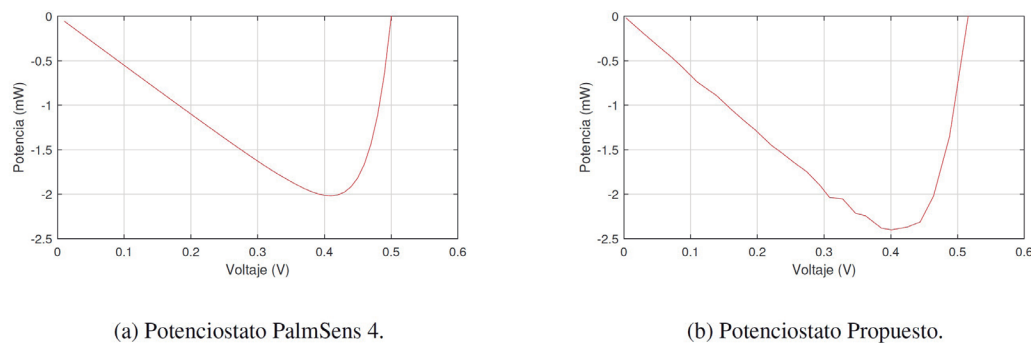 0
-0.5
-1
-1.5
-2
-2.5
Potencia (mW)
0 0.1 0.2 0.3 0.4 0.5 0.6
Voltaje (V)
(a) Potenciostato PalmSens 4.
0
-0.5
-1
-1.5
-2
-2.5
Potencia (mW)
0 0.1 0.2 0.3 0.4 0.5 0.6
Voltaje (V)
(b) Potenciostato Propuesto.